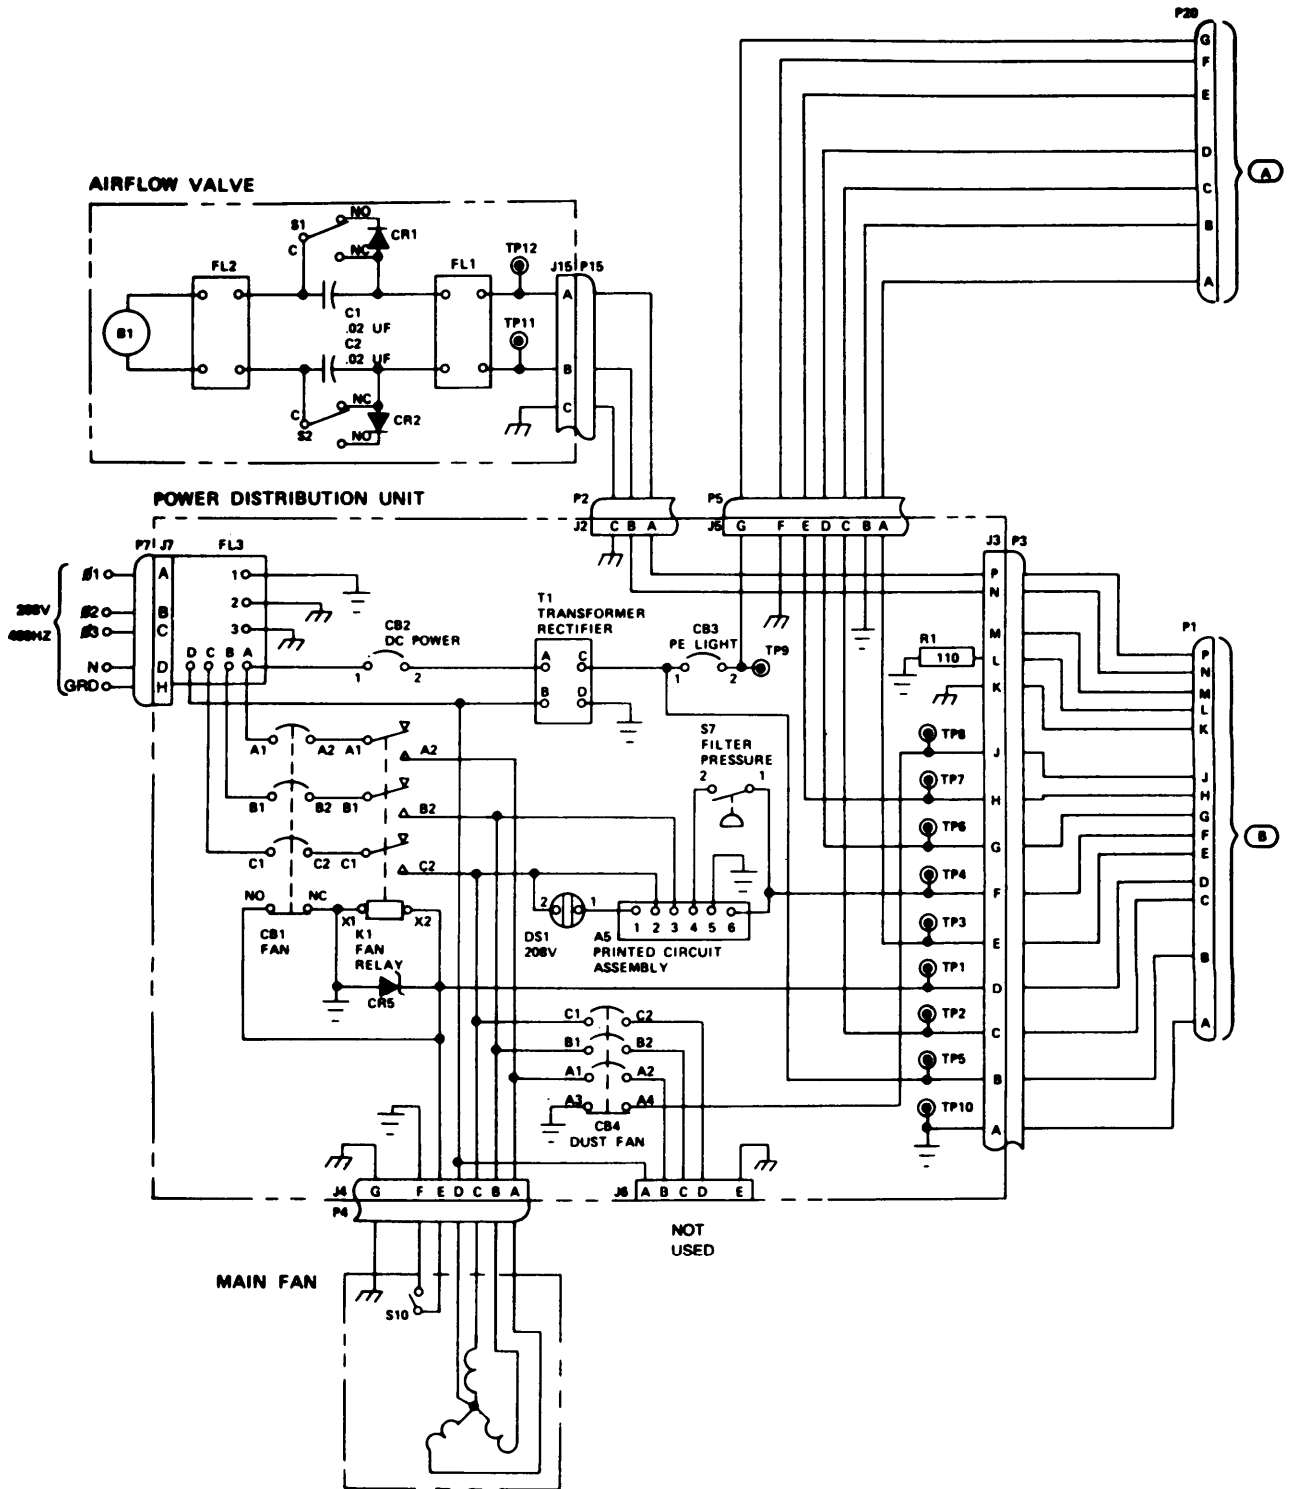 P20
G
F
E
D
C
B
A
A
AIRFLOW VALVE
S1
NO
C
NC
CR1
FL2
FL1
TP12
J15 P15
A
B1
C1
.02 UF
C2
.02 UF
TP11
B
C
NC
C
S2
NO
CR2
POWER DISTRIBUTION UNIT
P2
J2 C B A
P5
J5 G F E D C B A
P7 J7 FL3
J3 P3
Ø1 A
Ø2 B
Ø3 C
N D
GRD H
208V
400HZ
1
2
3
D C B A
CB2
DC POWER
1 2
T1
TRANSFORMER
RECTIFIER
A C
B D
CB3
PE LIGHT
1 2
TP9
R1
110
P
N
M
L
K
J
H
G
F
E
D
C
B
A
P1
P
N
M
L
K
J
H
G
F
E
D
C
B
A
B
TP8
TP7
TP6
TP4
TP3
TP1
TP2
TP5
TP10
S7
FILTER
PRESSURE
2 1
A1 A2 A1 A2
B1 B2 B1 B2
C1 C2 C1 C2
NO NC
CB1
FAN
X1 X2
K1
FAN
RELAY
CR5
2 1
DS1
208V
1 2 3 4 5 6
A5
PRINTED CIRCUIT
ASSEMBLY
C1 C2
B1 B2
A1 A2
A3 A4
CB4
DUST FAN
J4 G F E D C B A
P4
J6 A B C D E
NOT
USED
MAIN FAN
S10